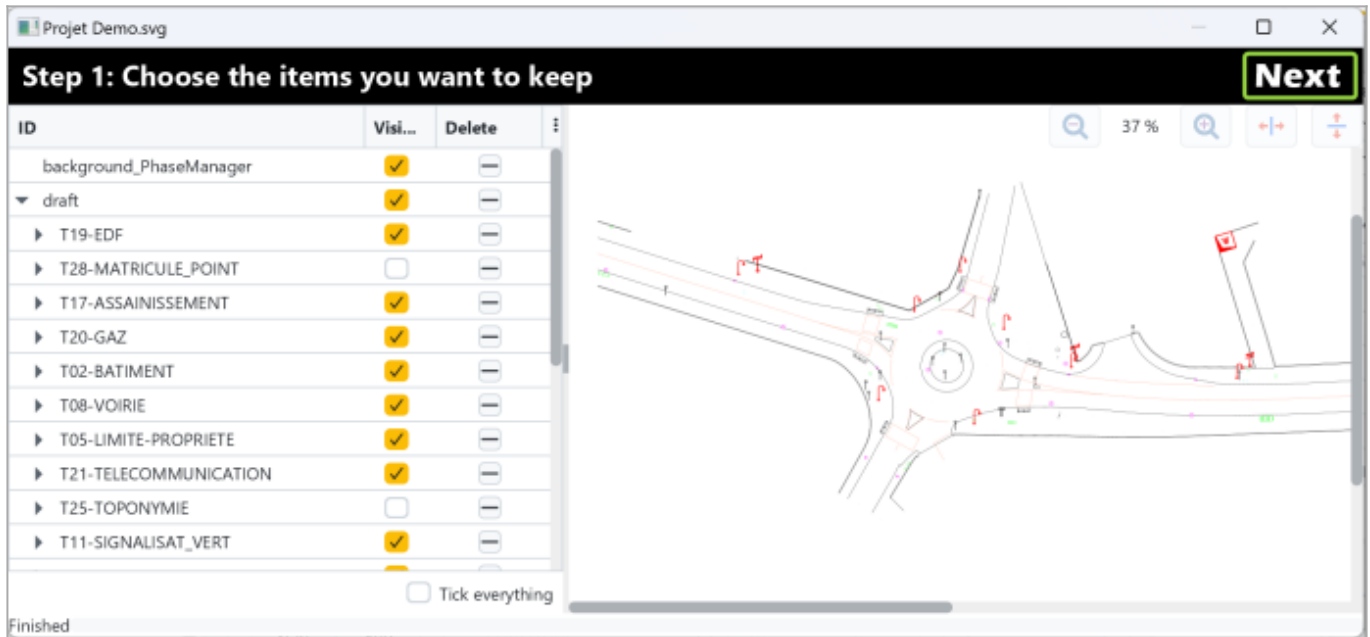 Projet Demo.svg
Step 1: Choose the items you want to keep
Next
ID Visi... Delete
37 %
background_PhaseManager
draft
T19-EDF
T28-MATRICULE_POINT
T17-ASSAINISSEMENT
T20-GAZ
T02-BATIMENT
T08-VOIRIE
T05-LIMITE-PROPRIETE
T21-TELECOMMUNICATION
T25-TOPONYMIE
T11-SIGNALISAT_VERT
Tick everything
Finished